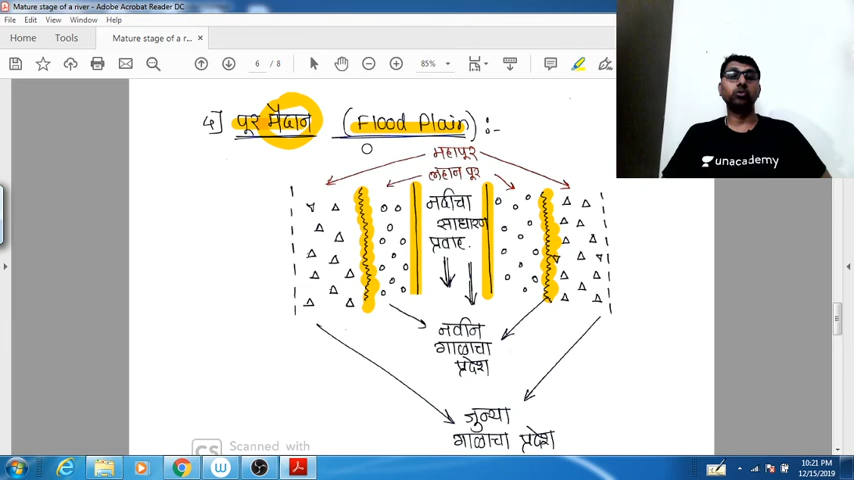 Mature stage of a river - Adobe Acrobat Reader DC
File Edit View Window Help
Home Tools Mature stage of a r... ×
6 / 8 85%
unacademy
५] पूर मैदान (Flood Plain) :-
महापूर
लहान पूर
नदीचा
साधारण
प्रवाह.
नवीन
गाळाचा
प्रदेश
जुन्या
गाळाचा प्रदेश
CS Scanned with
10:21 PM
12/15/2019